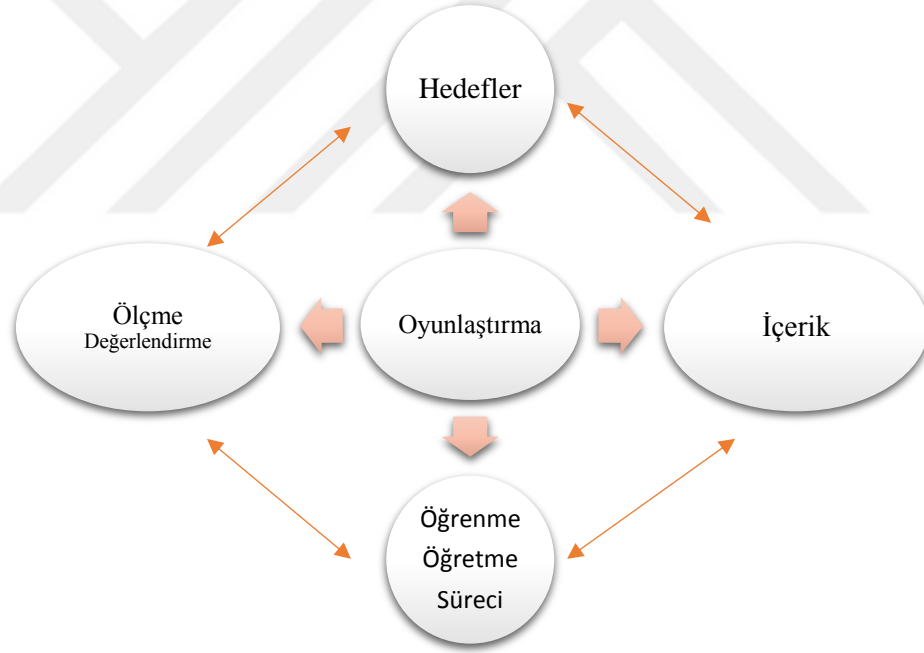 Hedefler
Ölçme
Değerlendirme
Oyunlaştırma
İçerik
Öğrenme
Öğretme
Süreci